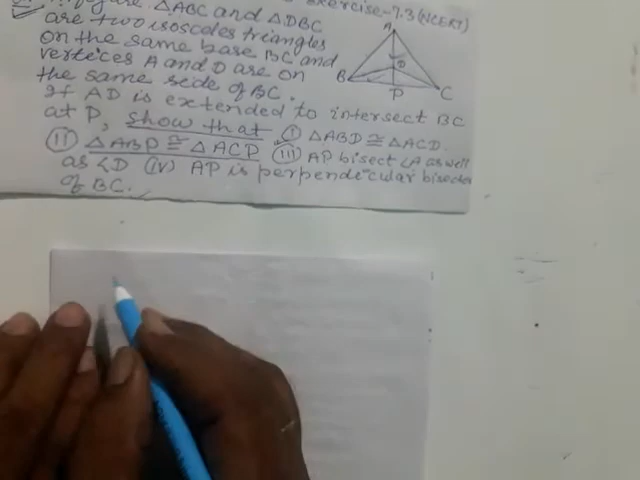 Exercise-7.3 (NCERT)
figure △ABC and △DBC
are two isoscales triangles
on the same base BC and
vertices A and D are on
the same side of BC.
If AD is extended to intersect BC
at P, show that (I) △ABD ≅ △ACD.
(II) △ABP ≅ △ACP (III) AP bisect ∠A as well
as ∠D (IV) AP is perpendicular bisector
of BC.
A
D
B
P
C